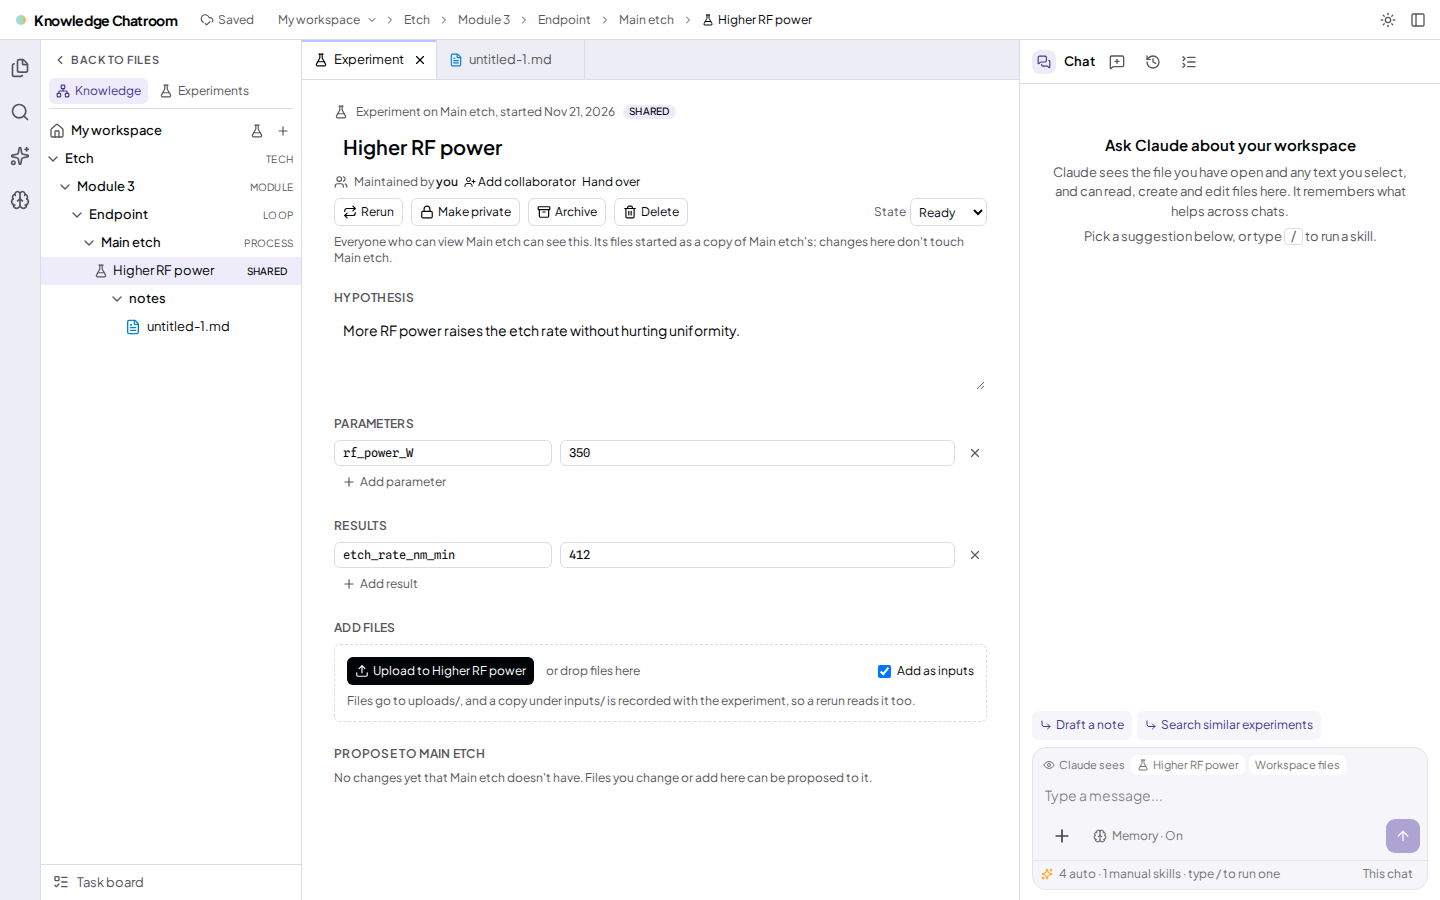 Knowledge Chatroom
Saved
My workspace
Etch
Module 3
Endpoint
Main etch
Higher RF power
BACK TO FILES
Knowledge
Experiments
My workspace
Etch TECH
Module 3 MODULE
Endpoint LOOP
Main etch PROCESS
Higher RF power SHARED
notes
untitled-1.md
Task board
Experiment
untitled-1.md
Experiment on Main etch, started Nov 21, 2026 SHARED
Higher RF power
Maintained by you Add collaborator Hand over
Rerun Make private Archive Delete State Ready
Everyone who can view Main etch can see this. Its files started as a copy of Main etch's; changes here don't touch
Main etch.
HYPOTHESIS
More RF power raises the etch rate without hurting uniformity.
PARAMETERS
rf_power_W 350
Add parameter
RESULTS
etch_rate_nm_min 412
Add result
ADD FILES
Upload to Higher RF power or drop files here Add as inputs
Files go to uploads/, and a copy under inputs/ is recorded with the experiment, so a rerun reads it too.
PROPOSE TO MAIN ETCH
No changes yet that Main etch doesn't have. Files you change or add here can be proposed to it.
Chat
Ask Claude about your workspace
Claude sees the file you have open and any text you select,
and can read, create and edit files here. It remembers what
helps across chats.
Pick a suggestion below, or type / to run a skill.
Draft a note
Search similar experiments
Claude sees Higher RF power Workspace files
Type a message...
Memory · On
4 auto · 1 manual skills · type / to run one This chat